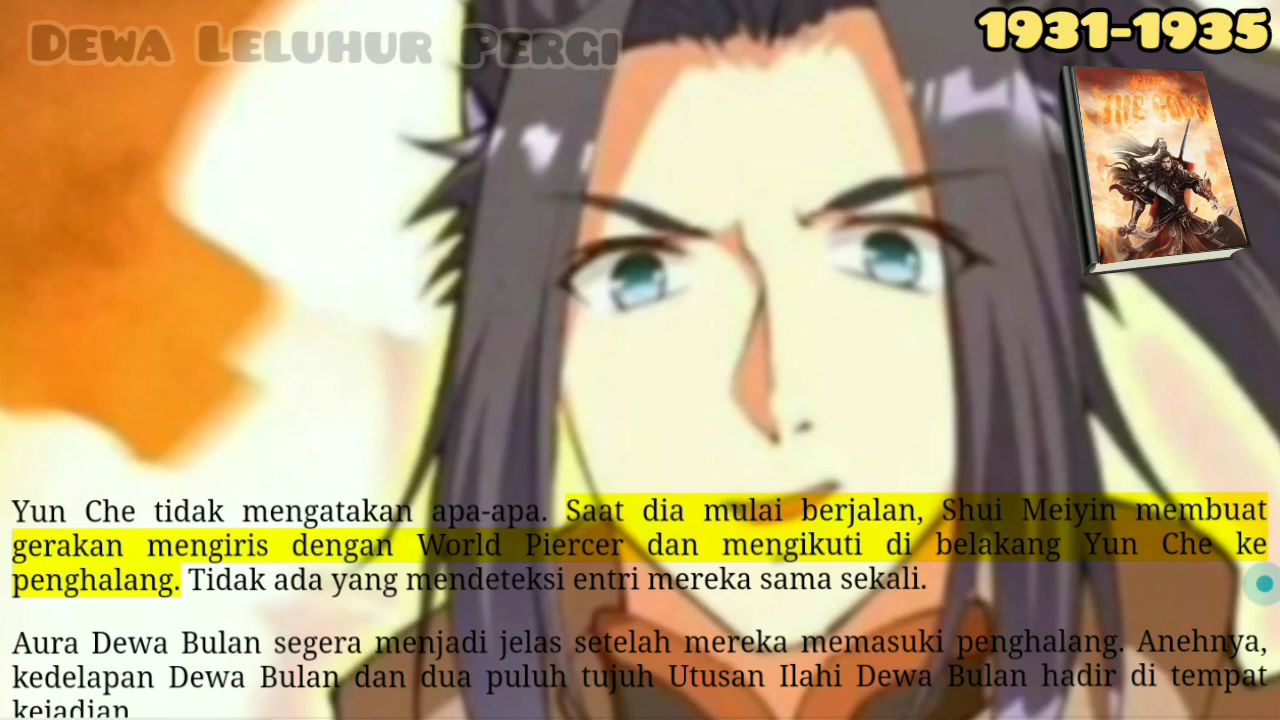 Dewa Leluhur Pergi
1931-1935
THE GODS
Yun Che tidak mengatakan apa-apa. Saat dia mulai berjalan, Shui Meiyin membuat
gerakan mengiris dengan World Piercer dan mengikuti di belakang Yun Che ke
penghalang. Tidak ada yang mendeteksi entri mereka sama sekali.
Aura Dewa Bulan segera menjadi jelas setelah mereka memasuki penghalang. Anehnya,
kedelapan Dewa Bulan dan dua puluh tujuh Utusan Ilahi Dewa Bulan hadir di tempat
kejadian